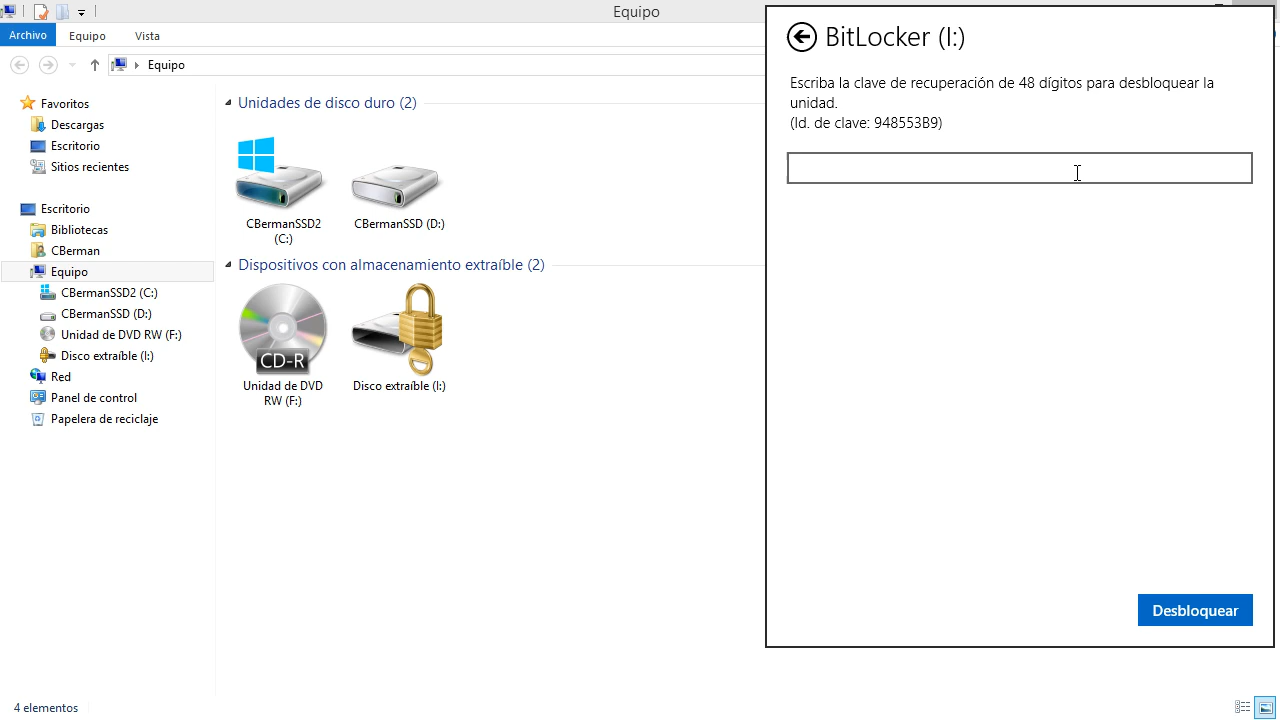 Equipo
Archivo
Equipo
Vista
Equipo
Favoritos
Descargas
Escritorio
Sitios recientes
Escritorio
Bibliotecas
CBerman
Equipo
CBermanSSD2 (C:)
CBermanSSD (D:)
Unidad de DVD RW (F:)
Disco extraíble (I:)
Red
Panel de control
Papelera de reciclaje
Unidades de disco duro (2)
CBermanSSD2
(C:)
CBermanSSD (D:)
Dispositivos con almacenamiento extraíble (2)
CD-R
Unidad de DVD
RW (F:)
Disco extraíble (I:)
4 elementos
BitLocker (I:)
Escriba la clave de recuperación de 48 dígitos para desbloquear la
unidad.
(Id. de clave: 948553B9)
Desbloquear